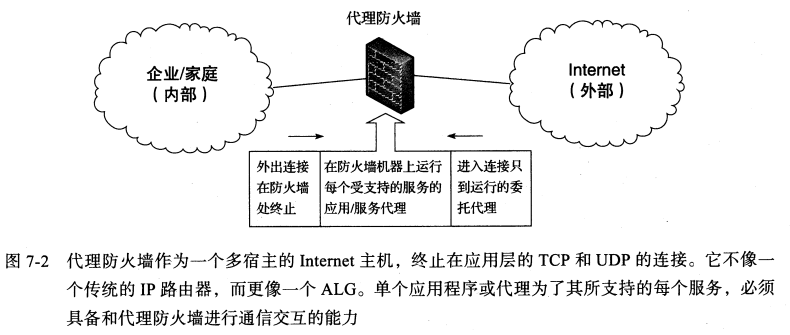 代理防火墙
企业/家庭
（内部）
Internet
（外部）
外出连接
在防火墙
处终止
在防火墙机器上运行
每个受支持的服务的
应用/服务代理
进入连接只
到运行的委
托代理
图 7-2 代理防火墙作为一个多宿主的 Internet 主机，终止在应用层的 TCP 和 UDP 的连接。它不像一
个传统的 IP 路由器，而更像一个 ALG。单个应用程序或代理为了其所支持的每个服务，必须
具备和代理防火墙进行通信交互的能力